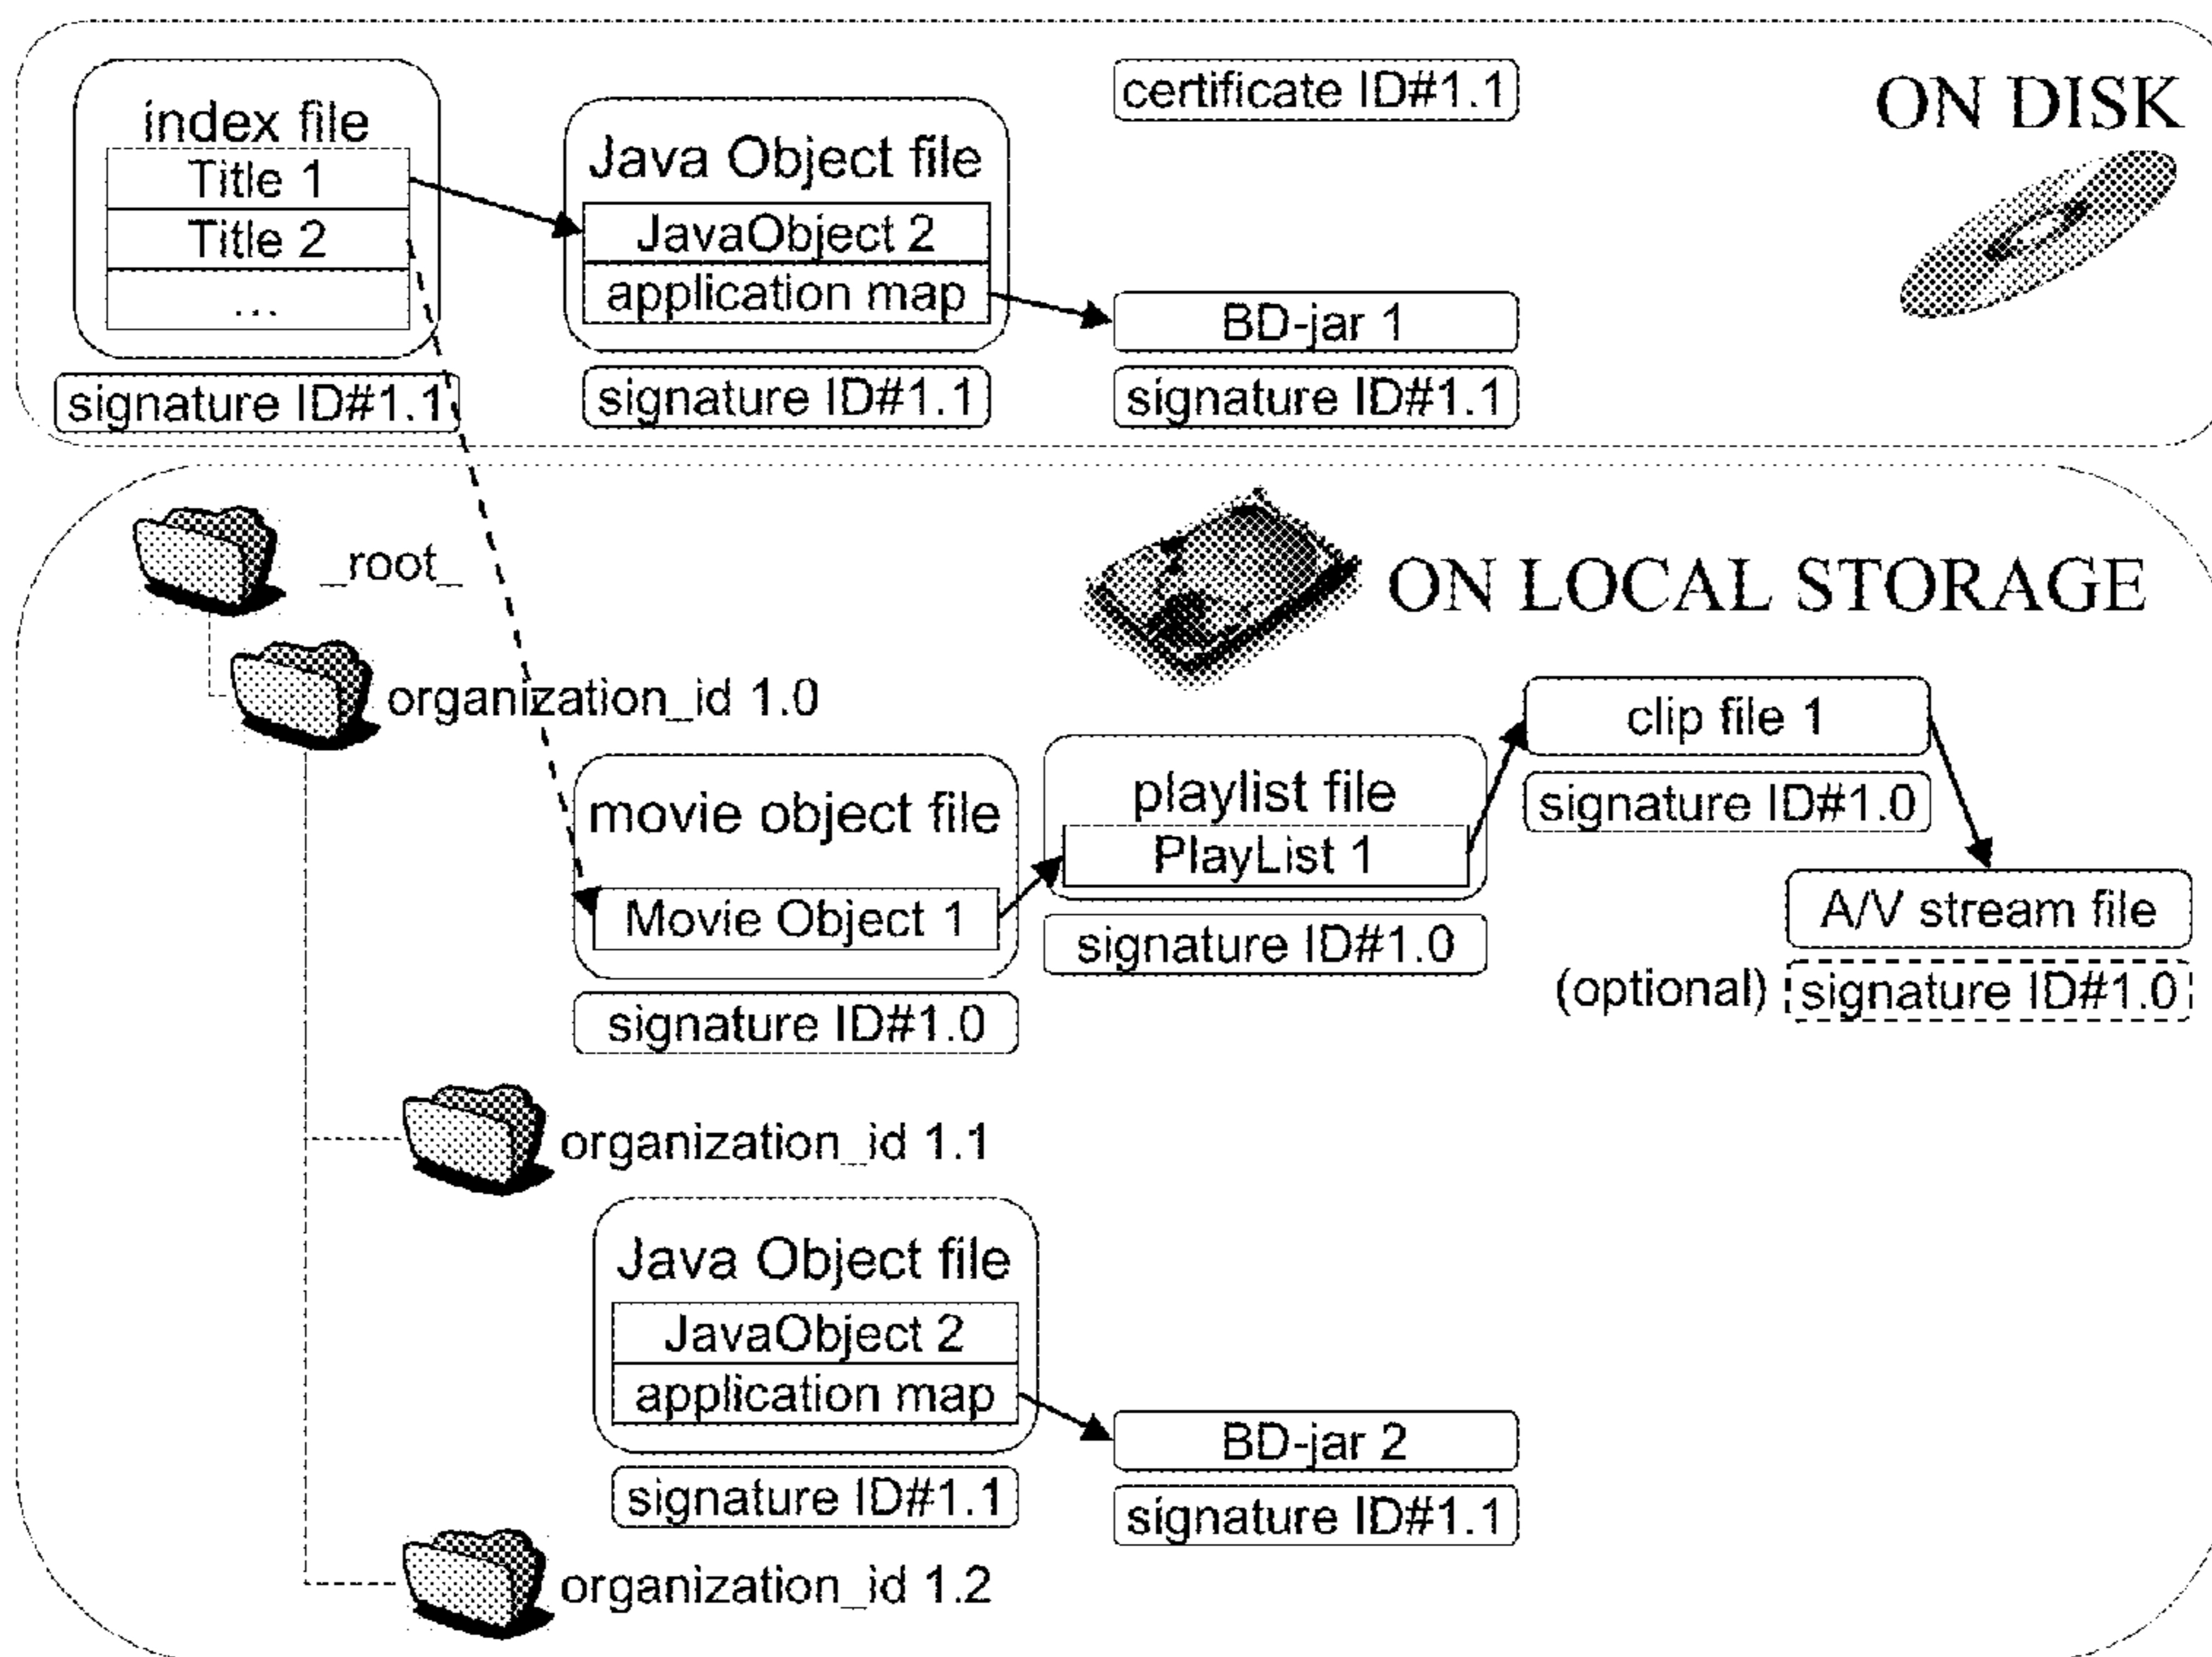 index file
Title 1
Title 2
...
signature ID#1.1
Java Object file
JavaObject 2
application map
signature ID#1.1
certificate ID#1.1
BD-jar 1
signature ID#1.1
ON DISK
_root_
ON LOCAL STORAGE
organization_id 1.0
movie object file
Movie Object 1
signature ID#1.0
playlist file
PlayList 1
signature ID#1.0
clip file 1
signature ID#1.0
A/V stream file
(optional) signature ID#1.0
organization_id 1.1
Java Object file
JavaObject 2
application map
signature ID#1.1
BD-jar 2
signature ID#1.1
organization_id 1.2